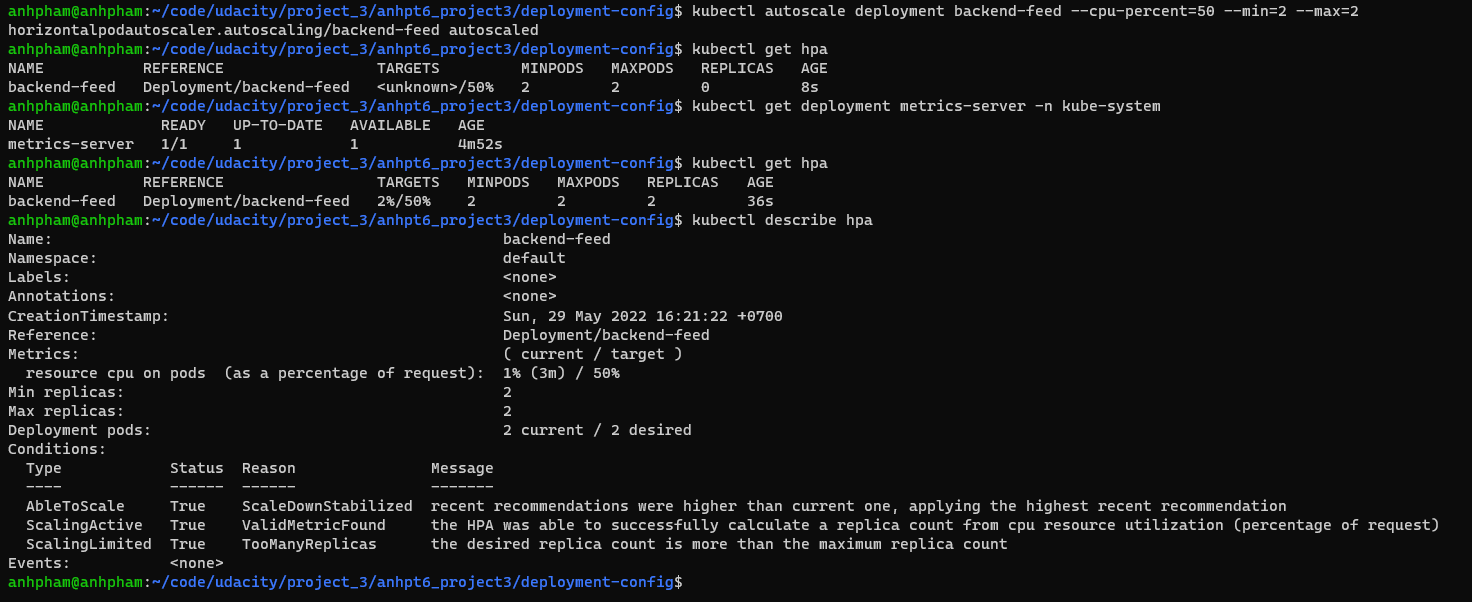 anhpham@anhpham:~/code/udacity/project_3/anhpt6_project3/deployment-config$ kubectl autoscale deployment backend-feed --cpu-percent=50 --min=2 --max=2
horizontalpodautoscaler.autoscaling/backend-feed autoscaled
anhpham@anhpham:~/code/udacity/project_3/anhpt6_project3/deployment-config$ kubectl get hpa
NAME           REFERENCE                 TARGETS         MINPODS   MAXPODS   REPLICAS   AGE
backend-feed   Deployment/backend-feed   <unknown>/50%   2         2         0          8s
anhpham@anhpham:~/code/udacity/project_3/anhpt6_project3/deployment-config$ kubectl get deployment metrics-server -n kube-system
NAME             READY   UP-TO-DATE   AVAILABLE   AGE
metrics-server   1/1     1            1           4m52s
anhpham@anhpham:~/code/udacity/project_3/anhpt6_project3/deployment-config$ kubectl get hpa
NAME           REFERENCE                 TARGETS   MINPODS   MAXPODS   REPLICAS   AGE
backend-feed   Deployment/backend-feed   2%/50%    2         2         2          36s
anhpham@anhpham:~/code/udacity/project_3/anhpt6_project3/deployment-config$ kubectl describe hpa
Name:                                                  backend-feed
Namespace:                                             default
Labels:                                                <none>
Annotations:                                           <none>
CreationTimestamp:                                     Sun, 29 May 2022 16:21:22 +0700
Reference:                                             Deployment/backend-feed
Metrics:                                               ( current / target )
  resource cpu on pods  (as a percentage of request):  1% (3m) / 50%
Min replicas:                                          2
Max replicas:                                          2
Deployment pods:                                       2 current / 2 desired
Conditions:
  Type            Status  Reason               Message
  ----            ------  ------               -------
  AbleToScale     True    ScaleDownStabilized  recent recommendations were higher than current one, applying the highest recent recommendation
  ScalingActive   True    ValidMetricFound     the HPA was able to successfully calculate a replica count from cpu resource utilization (percentage of request)
  ScalingLimited  True    TooManyReplicas      the desired replica count is more than the maximum replica count
Events:           <none>
anhpham@anhpham:~/code/udacity/project_3/anhpt6_project3/deployment-config$